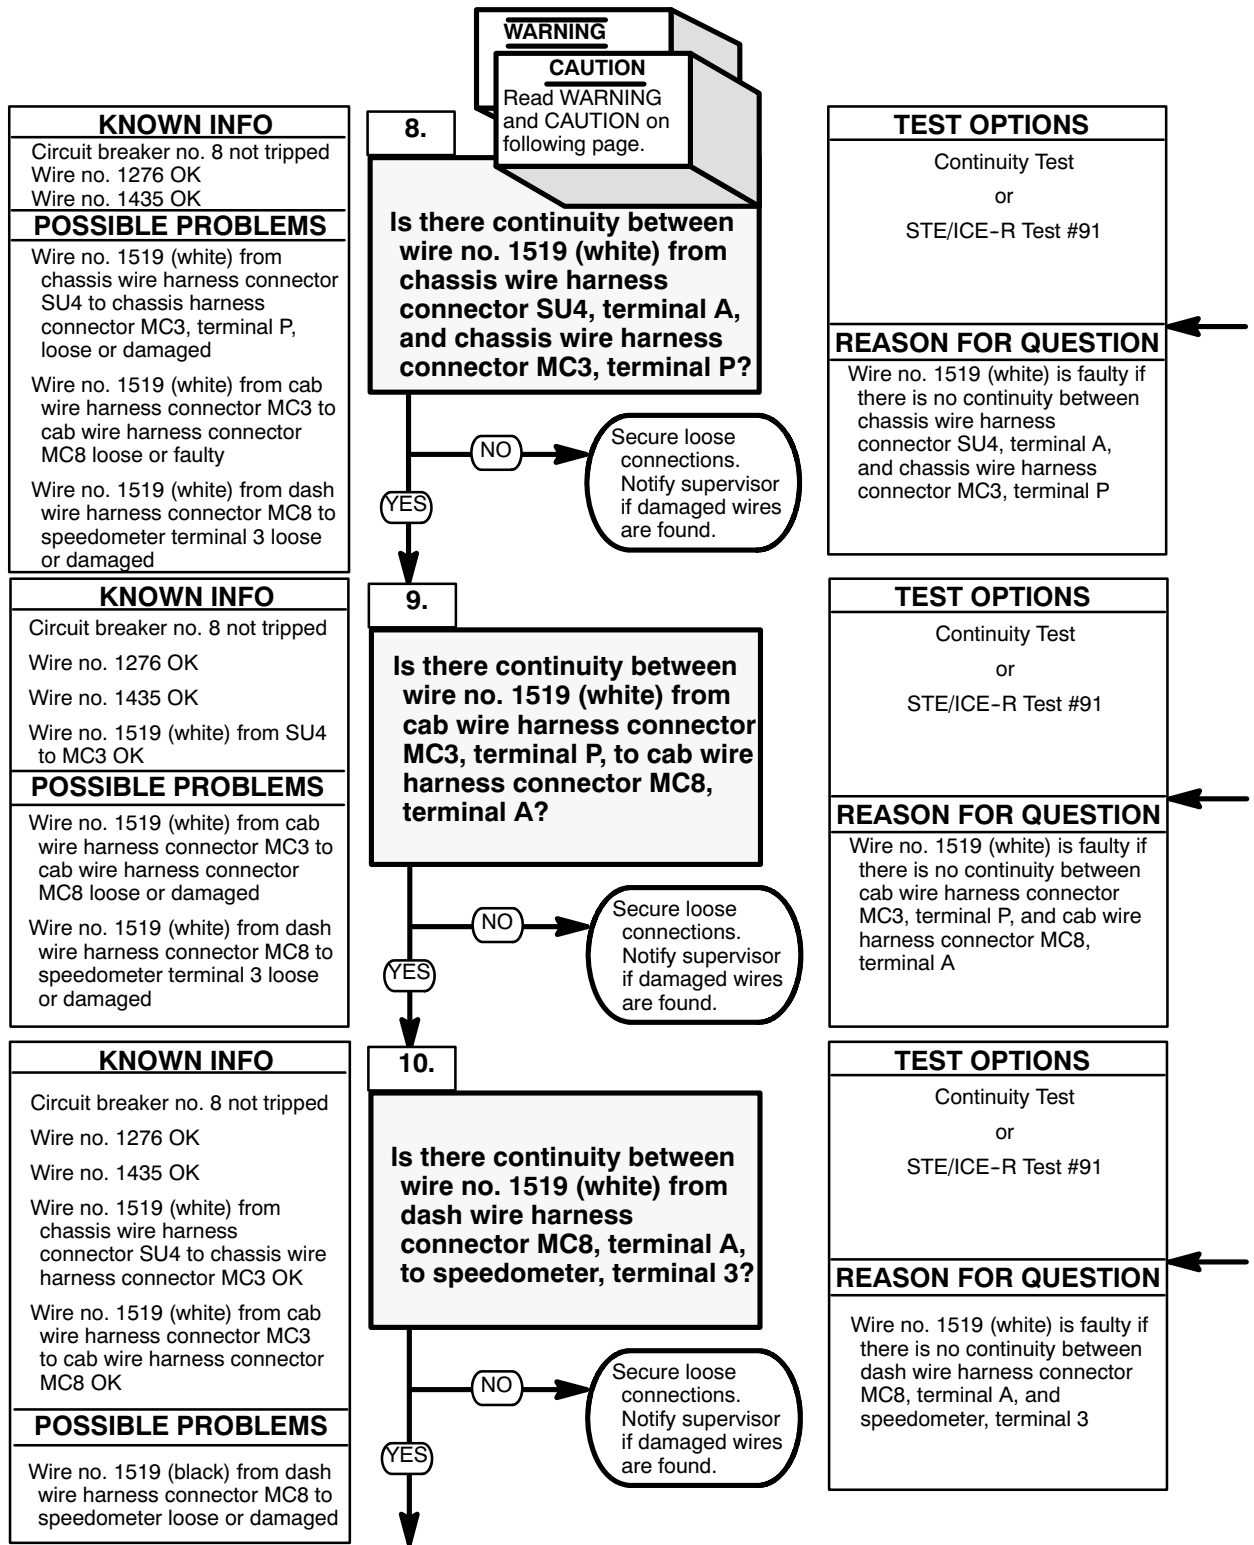 WARNING
CAUTION
Read WARNING
and CAUTION on
following page.
KNOWN INFO
Circuit breaker no. 8 not tripped
Wire no. 1276 OK
Wire no. 1435 OK
POSSIBLE PROBLEMS
Wire no. 1519 (white) from
chassis wire harness connector
SU4 to chassis harness
connector MC3, terminal P,
loose or damaged
Wire no. 1519 (white) from cab
wire harness connector MC3 to
cab wire harness connector
MC8 loose or faulty
Wire no. 1519 (white) from dash
wire harness connector MC8 to
speedometer terminal 3 loose
or damaged
8.
Is there continuity between
wire no. 1519 (white) from
chassis wire harness
connector SU4, terminal A,
and chassis wire harness
connector MC3, terminal P?
NO
Secure loose
connections.
Notify supervisor
if damaged wires
are found.
YES
TEST OPTIONS
Continuity Test
or
STE/ICE-R Test #91
REASON FOR QUESTION
Wire no. 1519 (white) is faulty if
there is no continuity between
chassis wire harness
connector SU4, terminal A,
and chassis wire harness
connector MC3, terminal P
KNOWN INFO
Circuit breaker no. 8 not tripped
Wire no. 1276 OK
Wire no. 1435 OK
Wire no. 1519 (white) from SU4
to MC3 OK
POSSIBLE PROBLEMS
Wire no. 1519 (white) from cab
wire harness connector MC3 to
cab wire harness connector
MC8 loose or damaged
Wire no. 1519 (white) from dash
wire harness connector MC8 to
speedometer terminal 3 loose
or damaged
9.
Is there continuity between
wire no. 1519 (white) from
cab wire harness connector
MC3, terminal P, to cab wire
harness connector MC8,
terminal A?
NO
Secure loose
connections.
Notify supervisor
if damaged wires
are found.
YES
TEST OPTIONS
Continuity Test
or
STE/ICE-R Test #91
REASON FOR QUESTION
Wire no. 1519 (white) is faulty if
there is no continuity between
cab wire harness connector
MC3, terminal P, and cab wire
harness connector MC8,
terminal A
KNOWN INFO
Circuit breaker no. 8 not tripped
Wire no. 1276 OK
Wire no. 1435 OK
Wire no. 1519 (white) from
chassis wire harness
connector SU4 to chassis wire
harness connector MC3 OK
Wire no. 1519 (white) from cab
wire harness connector MC3
to cab wire harness connector
MC8 OK
POSSIBLE PROBLEMS
Wire no. 1519 (black) from dash
wire harness connector MC8 to
speedometer loose or damaged
10.
Is there continuity between
wire no. 1519 (white) from
dash wire harness
connector MC8, terminal A,
to speedometer, terminal 3?
NO
Secure loose
connections.
Notify supervisor
if damaged wires
are found.
YES
TEST OPTIONS
Continuity Test
or
STE/ICE-R Test #91
REASON FOR QUESTION
Wire no. 1519 (white) is faulty if
there is no continuity between
dash wire harness connector
MC8, terminal A, and
speedometer, terminal 3